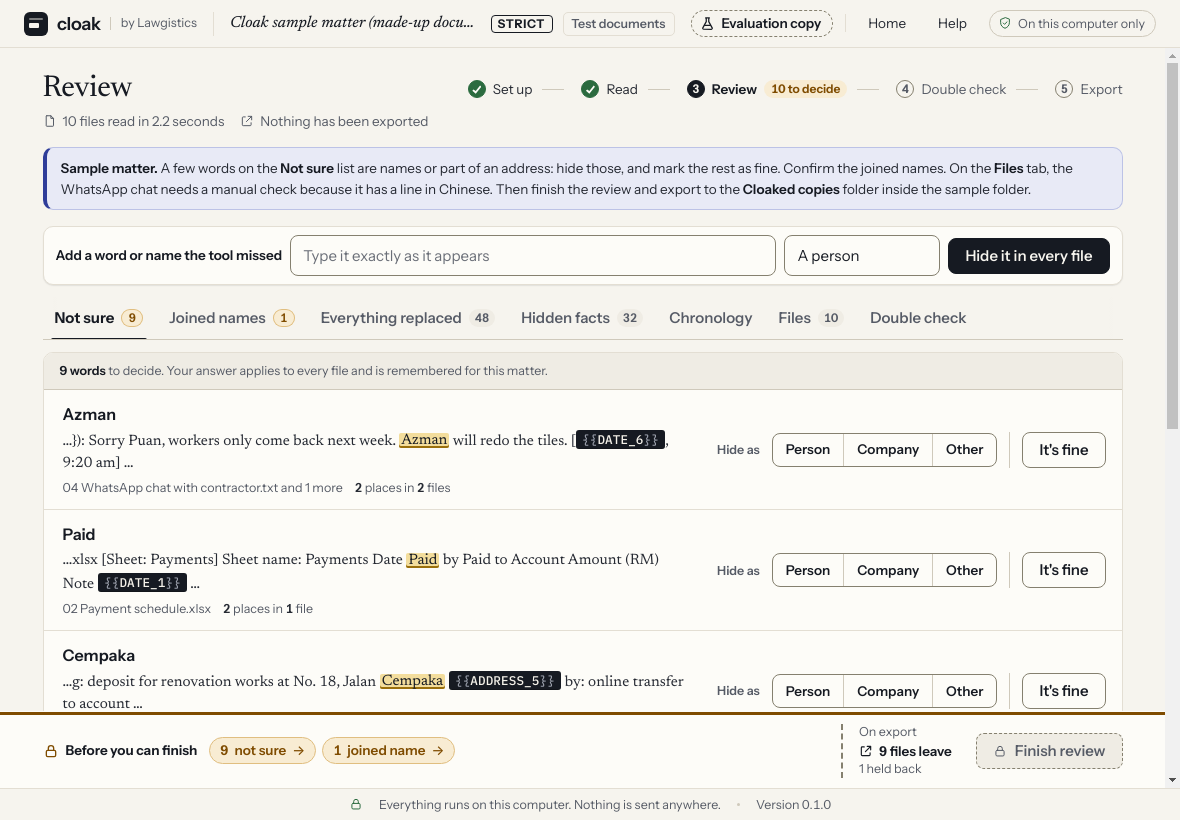 cloak by Lawgistics Cloak sample matter (made-up docu... STRICT Test documents Evaluation copy Home Help On this computer only
Review
Set up Read 3 Review 10 to decide 4 Double check 5 Export
10 files read in 2.2 seconds Nothing has been exported
Sample matter. A few words on the Not sure list are names or part of an address: hide those, and mark the rest as fine. Confirm the joined names. On the Files tab, the
WhatsApp chat needs a manual check because it has a line in Chinese. Then finish the review and export to the Cloaked copies folder inside the sample folder.
Add a word or name the tool missed Type it exactly as it appears A person Hide it in every file
Not sure 9 Joined names 1 Everything replaced 48 Hidden facts 32 Chronology Files 10 Double check
9 words to decide. Your answer applies to every file and is remembered for this matter.
Azman
...}): Sorry Puan, workers only come back next week. Azman will redo the tiles. [{{DATE_6}},
9:20 am] ...
Hide as Person Company Other It's fine
04 WhatsApp chat with contractor.txt and 1 more 2 places in 2 files
Paid
...xlsx [Sheet: Payments] Sheet name: Payments Date Paid by Paid to Account Amount (RM)
Note {{DATE_1}} ...
Hide as Person Company Other It's fine
02 Payment schedule.xlsx 2 places in 1 file
Cempaka
...g: deposit for renovation works at No. 18, Jalan Cempaka {{ADDRESS_5}} by: online transfer
to account ...
Hide as Person Company Other It's fine
Before you can finish 9 not sure → 1 joined name →
On export
9 files leave
1 held back
Finish review
Everything runs on this computer. Nothing is sent anywhere. • Version 0.1.0